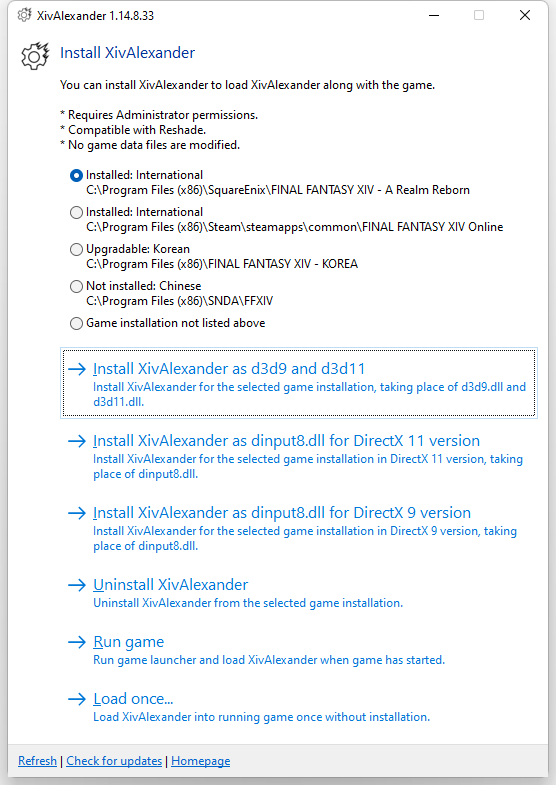 XivAlexander 1.14.8.33
Install XivAlexander
You can install XivAlexander to load XivAlexander along with the game.
* Requires Administrator permissions.
* Compatible with Reshade.
* No game data files are modified.
Installed: International
C:\Program Files (x86)\SquareEnix\FINAL FANTASY XIV - A Realm Reborn
Installed: International
C:\Program Files (x86)\Steam\steamapps\common\FINAL FANTASY XIV Online
Upgradable: Korean
C:\Program Files (x86)\FINAL FANTASY XIV - KOREA
Not installed: Chinese
C:\Program Files (x86)\SNDA\FFXIV
Game installation not listed above
Install XivAlexander as d3d9 and d3d11
Install XivAlexander for the selected game installation, taking place of d3d9.dll and
d3d11.dll.
Install XivAlexander as dinput8.dll for DirectX 11 version
Install XivAlexander for the selected game installation in DirectX 11 version, taking
place of dinput8.dll.
Install XivAlexander as dinput8.dll for DirectX 9 version
Install XivAlexander for the selected game installation in DirectX 9 version, taking
place of dinput8.dll.
Uninstall XivAlexander
Uninstall XivAlexander from the selected game installation.
Run game
Run game launcher and load XivAlexander when game has started.
Load once...
Load XivAlexander into running game once without installation.
Refresh | Check for updates | Homepage